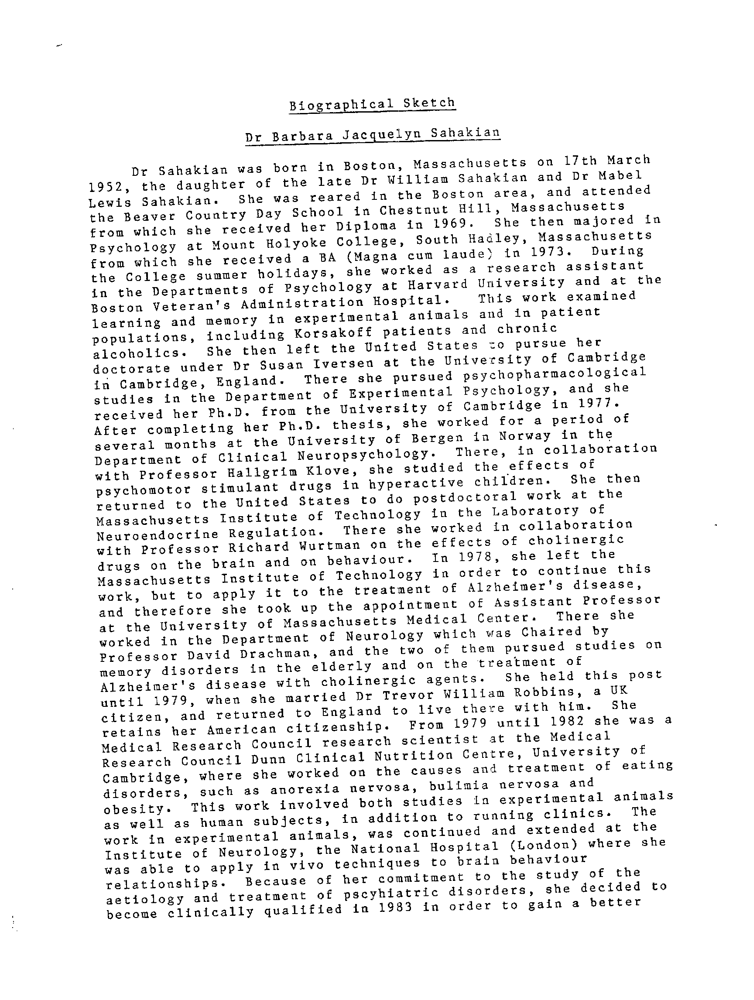 Biographical Sketch
Dr Barbara Jacquelyn Sahakian
Dr Sahakian was born in Boston, Massachusetts on 17th March
1952, the daughter of the late Dr William Sahakian and Dr Mabel
Lewis Sahakian. She was reared in the Boston area, and attended
the Beaver Country Day School in Chestnut Hill, Massachusetts
from which she received her Diploma in 1969. She then majored in
Psychology at Mount Holyoke College, South Hadley, Massachusetts
from which she received a BA (Magna cum laude) in 1973. During
the College summer holidays, she worked as a research assistant
in the Departments of Psychology at Harvard University and at the
Boston Veteran's Administration Hospital. This work examined
learning and memory in experimental animals and in patient
populations, including Korsakoff patients and chronic
alcoholics. She then left the United States to pursue her
doctorate under Dr Susan Iversen at the University of Cambridge
in Cambridge, England. There she pursued psychopharmacological
studies in the Department of Experimental Psychology, and she
received her Ph.D. from the University of Cambridge in 1977.
After completing her Ph.D. thesis, she worked for a period of
several months at the University of Bergen in Norway in the
Department of Clinical Neuropsychology. There, in collaboration
with Professor Hallgrim Klove, she studied the effects of
psychomotor stimulant drugs in hyperactive children. She then
returned to the United States to do postdoctoral work at the
Massachusetts Institute of Technology in the Laboratory of
Neuroendocrine Regulation. There she worked in collaboration
with Professor Richard Wurtman on the effects of cholinergic
drugs on the brain and on behaviour. In 1978, she left the
Massachusetts Institute of Technology in order to continue this
work, but to apply it to the treatment of Alzheimer's disease,
and therefore she took up the appointment of Assistant Professor
at the University of Massachusetts Medical Center. There she
worked in the Department of Neurology which was Chaired by
Professor David Drachman, and the two of them pursued studies on
memory disorders in the elderly and on the treatment of
Alzheimer's disease with cholinergic agents. She held this post
until 1979, when she married Dr Trevor William Robbins, a UK
citizen, and returned to England to live there with him. She
retains her American citizenship. From 1979 until 1982 she was a
Medical Research Council research scientist at the Medical
Research Council Dunn Clinical Nutrition Centre, University of
Cambridge, where she worked on the causes and treatment of eating
disorders, such as anorexia nervosa, bulimia nervosa and
obesity. This work involved both studies in experimental animals
as well as human subjects, in addition to running clinics. The
work in experimental animals, was continued and extended at the
Institute of Neurology, the National Hospital (London) where she
was able to apply in vivo techniques to brain behaviour
relationships. Because of her commitment to the study of the
aetiology and treatment of pscyhiatric disorders, she decided to
become clinically qualified in 1983 in order to gain a better